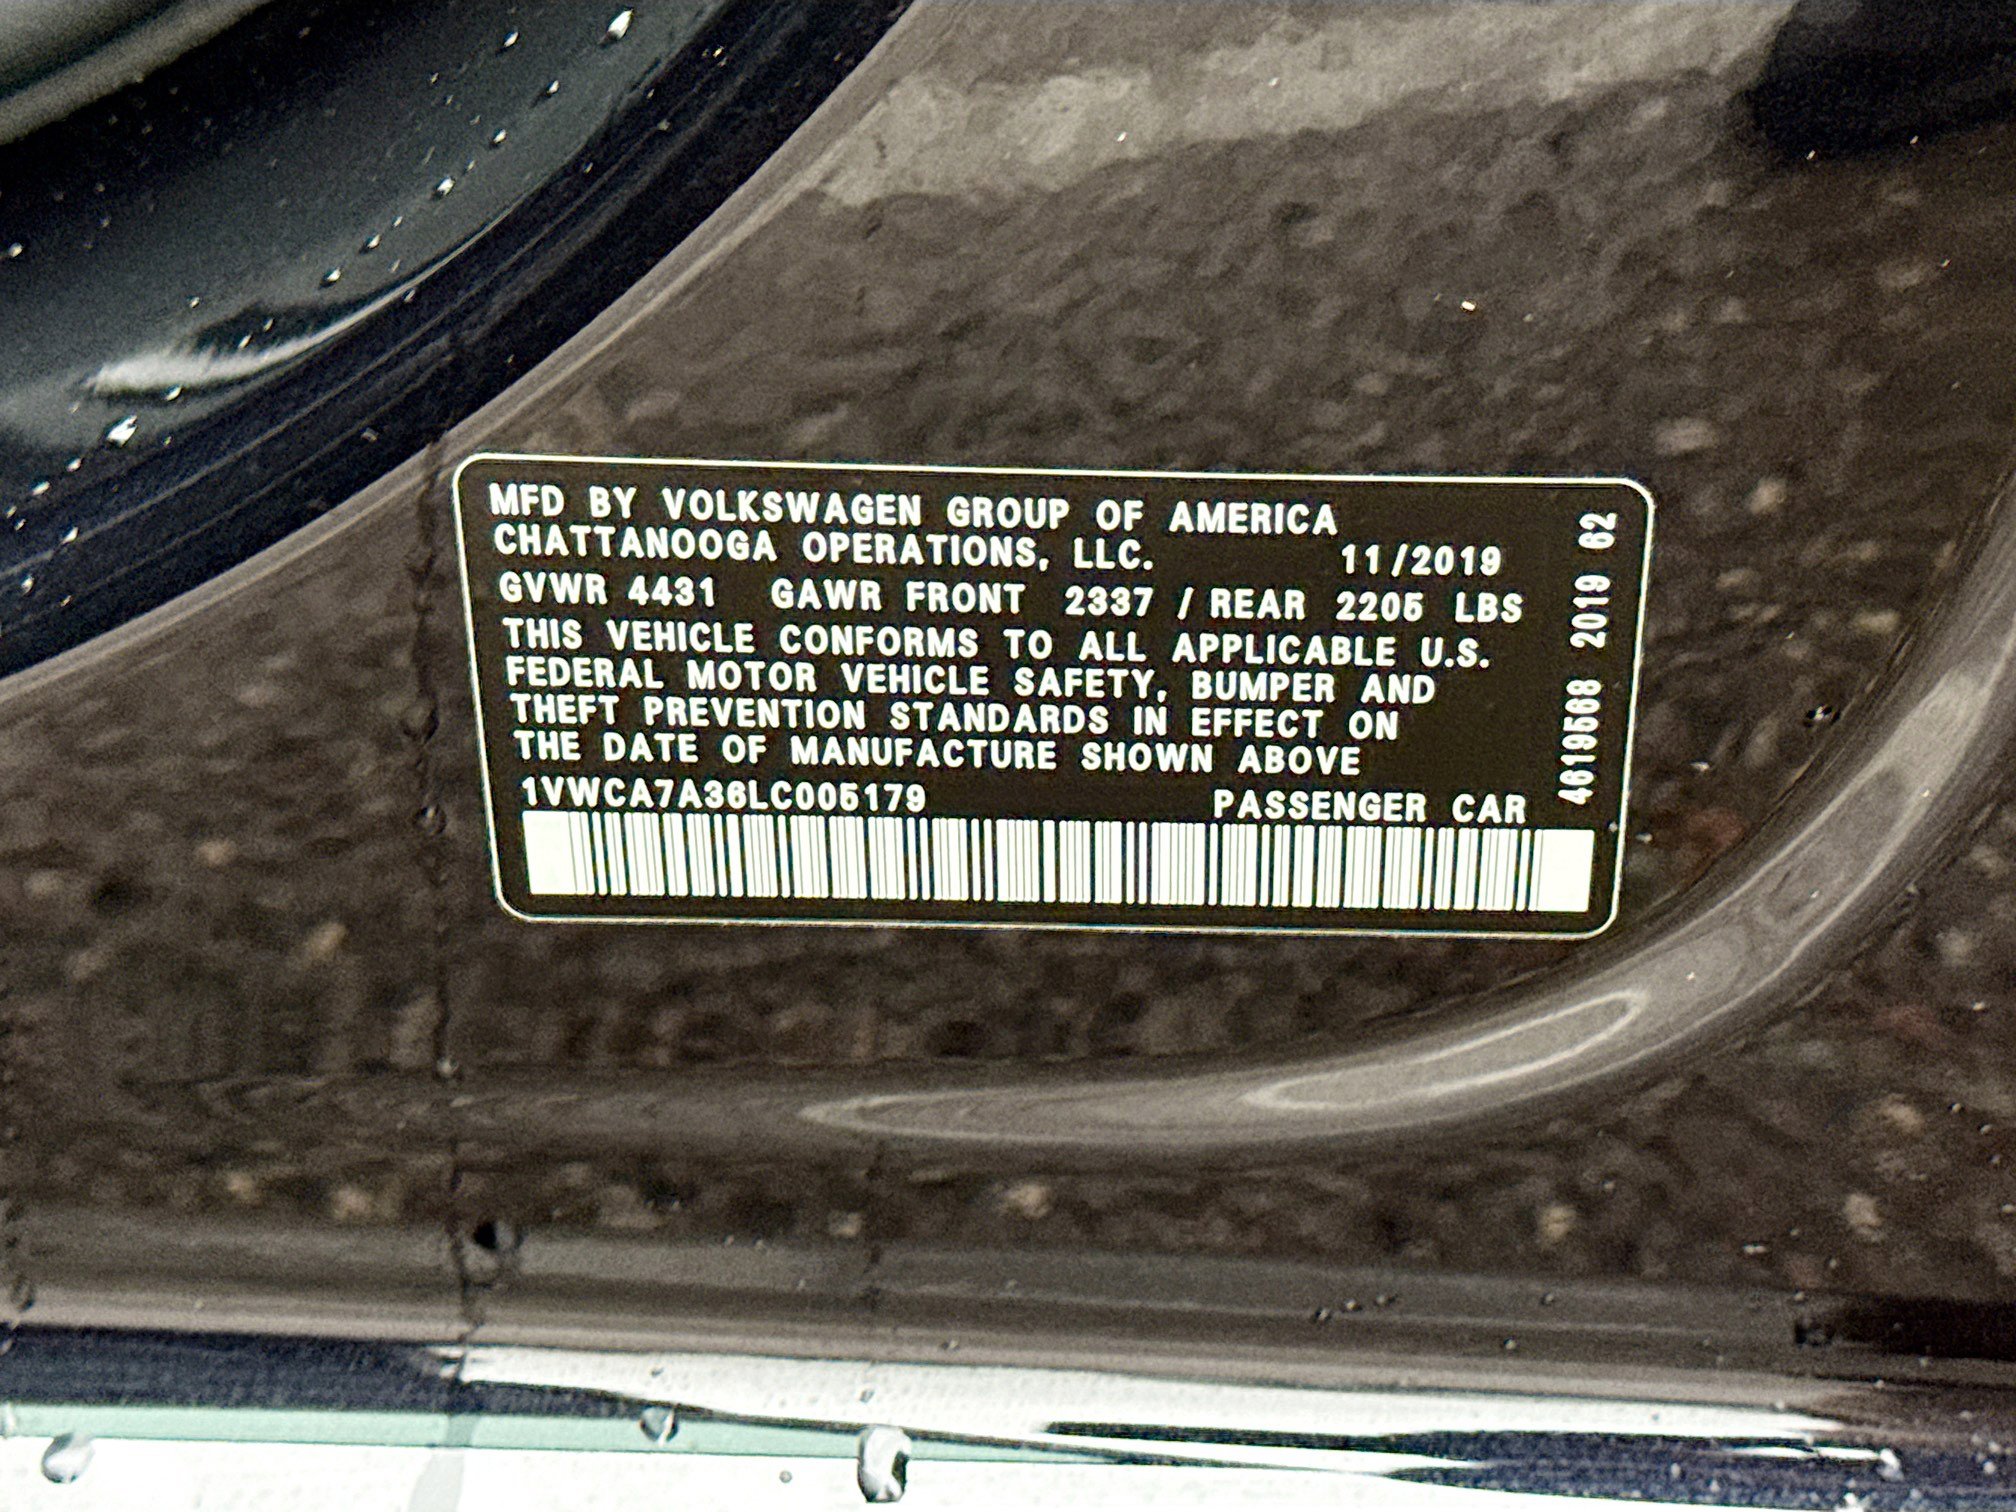 MFD BY VOLKSWAGEN GROUP OF AMERICA
CHATTANOOGA OPERATIONS, LLC. 11/2019
GVWR 4431 GAWR FRONT 2337 / REAR 2205 LBS
THIS VEHICLE CONFORMS TO ALL APPLICABLE U.S.
FEDERAL MOTOR VEHICLE SAFETY, BUMPER AND
THEFT PREVENTION STANDARDS IN EFFECT ON
THE DATE OF MANUFACTURE SHOWN ABOVE
1VWCA7A36LC005179 PASSENGER CAR
4619568 2019 62